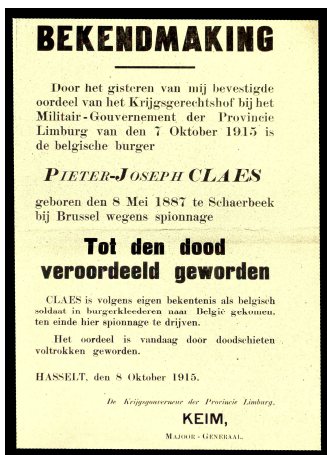 BEKENDMAKING
Door het gisteren van mij bevestigde
oordeel van het Krijgsgerechtshof bij het
Militair-Gouvernement der Provincie
Limburg van den 7 Oktober 1915 is
de belgische burger
PIETER-JOSEPH CLAES
geboren den 8 Mei 1887 te Schaerbeek
bij Brussel wegens spionnage
Tot den dood
veroordeeld geworden
CLAES is volgens eigen bekentenis als belgisch
soldaat in burgerkleederen naar België gekomen,
ten einde hier spionnage te drijven.
Het oordeel is vandaag door doodschieten
voltrokken geworden.
HASSELT, den 8 Oktober 1915.
De Krijgsgouverneur der Provincie Limburg,
KEIM,
MAJOOR-GENERAAL.